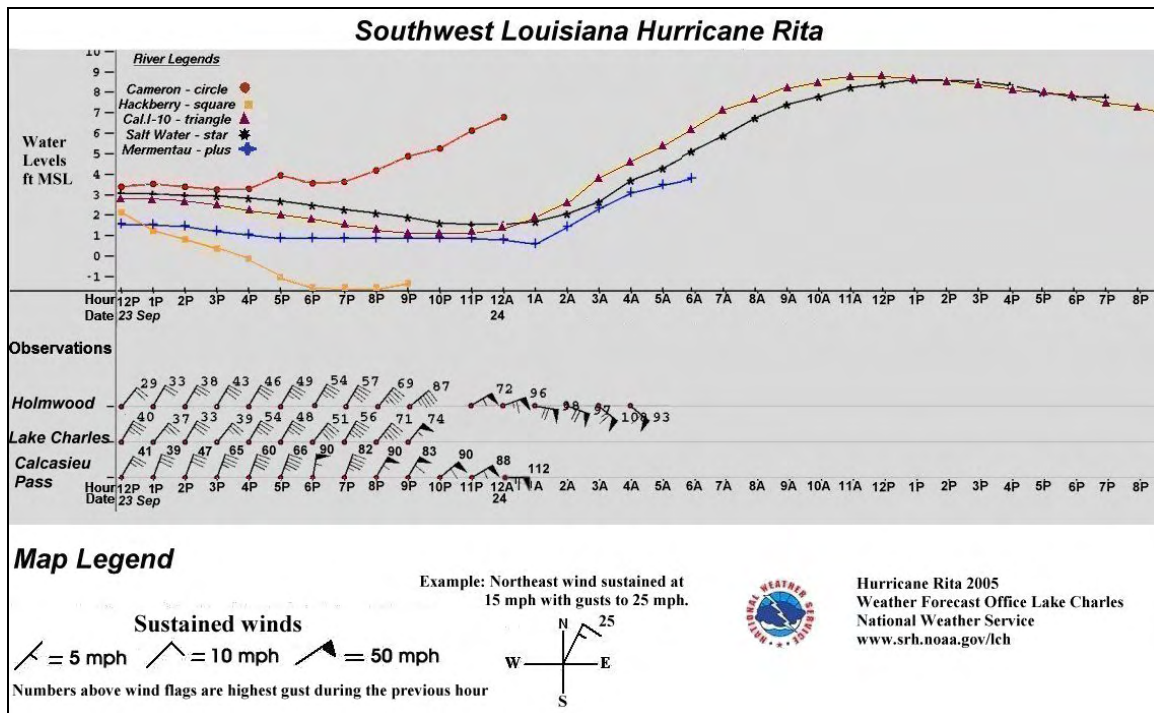 Southwest Louisiana Hurricane Rita
River Legends
Cameron - circle
Hackberry - square
Cal.I-10 - triangle
Salt Water - star
Mermentau - plus
Water
Levels
ft MSL
10
9
8
7
6
5
4
3
2
1
0
-1
Hour 12P 1P 2P 3P 4P 5P 6P 7P 8P 9P 10P 11P 12A 1A 2A 3A 4A 5A 6A 7A 8A 9A 10A 11A 12P 1P 2P 3P 4P 5P 6P 7P 8P
Date 23 Sep 24
Observations
Holmwood 29 33 38 43 46 49 54 57 69 87 72 96 98 97 108 93
Lake Charles 40 37 33 39 54 48 51 56 71 74
Calcasieu
Pass 41 39 47 65 60 66 90 82 90 83 90 88 112
Hour 12P 1P 2P 3P 4P 5P 6P 7P 8P 9P 10P 11P 12A 1A 2A 3A 4A 5A 6A 7A 8A 9A 10A 11A 12P 1P 2P 3P 4P 5P 6P 7P 8P
Date 23 Sep 24
Map Legend
Sustained winds
= 5 mph = 10 mph = 50 mph
Numbers above wind flags are highest gust during the previous hour
Example: Northeast wind sustained at
15 mph with gusts to 25 mph.
N
25
W E
S
NATIONAL WEATHER SERVICE
Hurricane Rita 2005
Weather Forecast Office Lake Charles
National Weather Service
www.srh.noaa.gov/lch